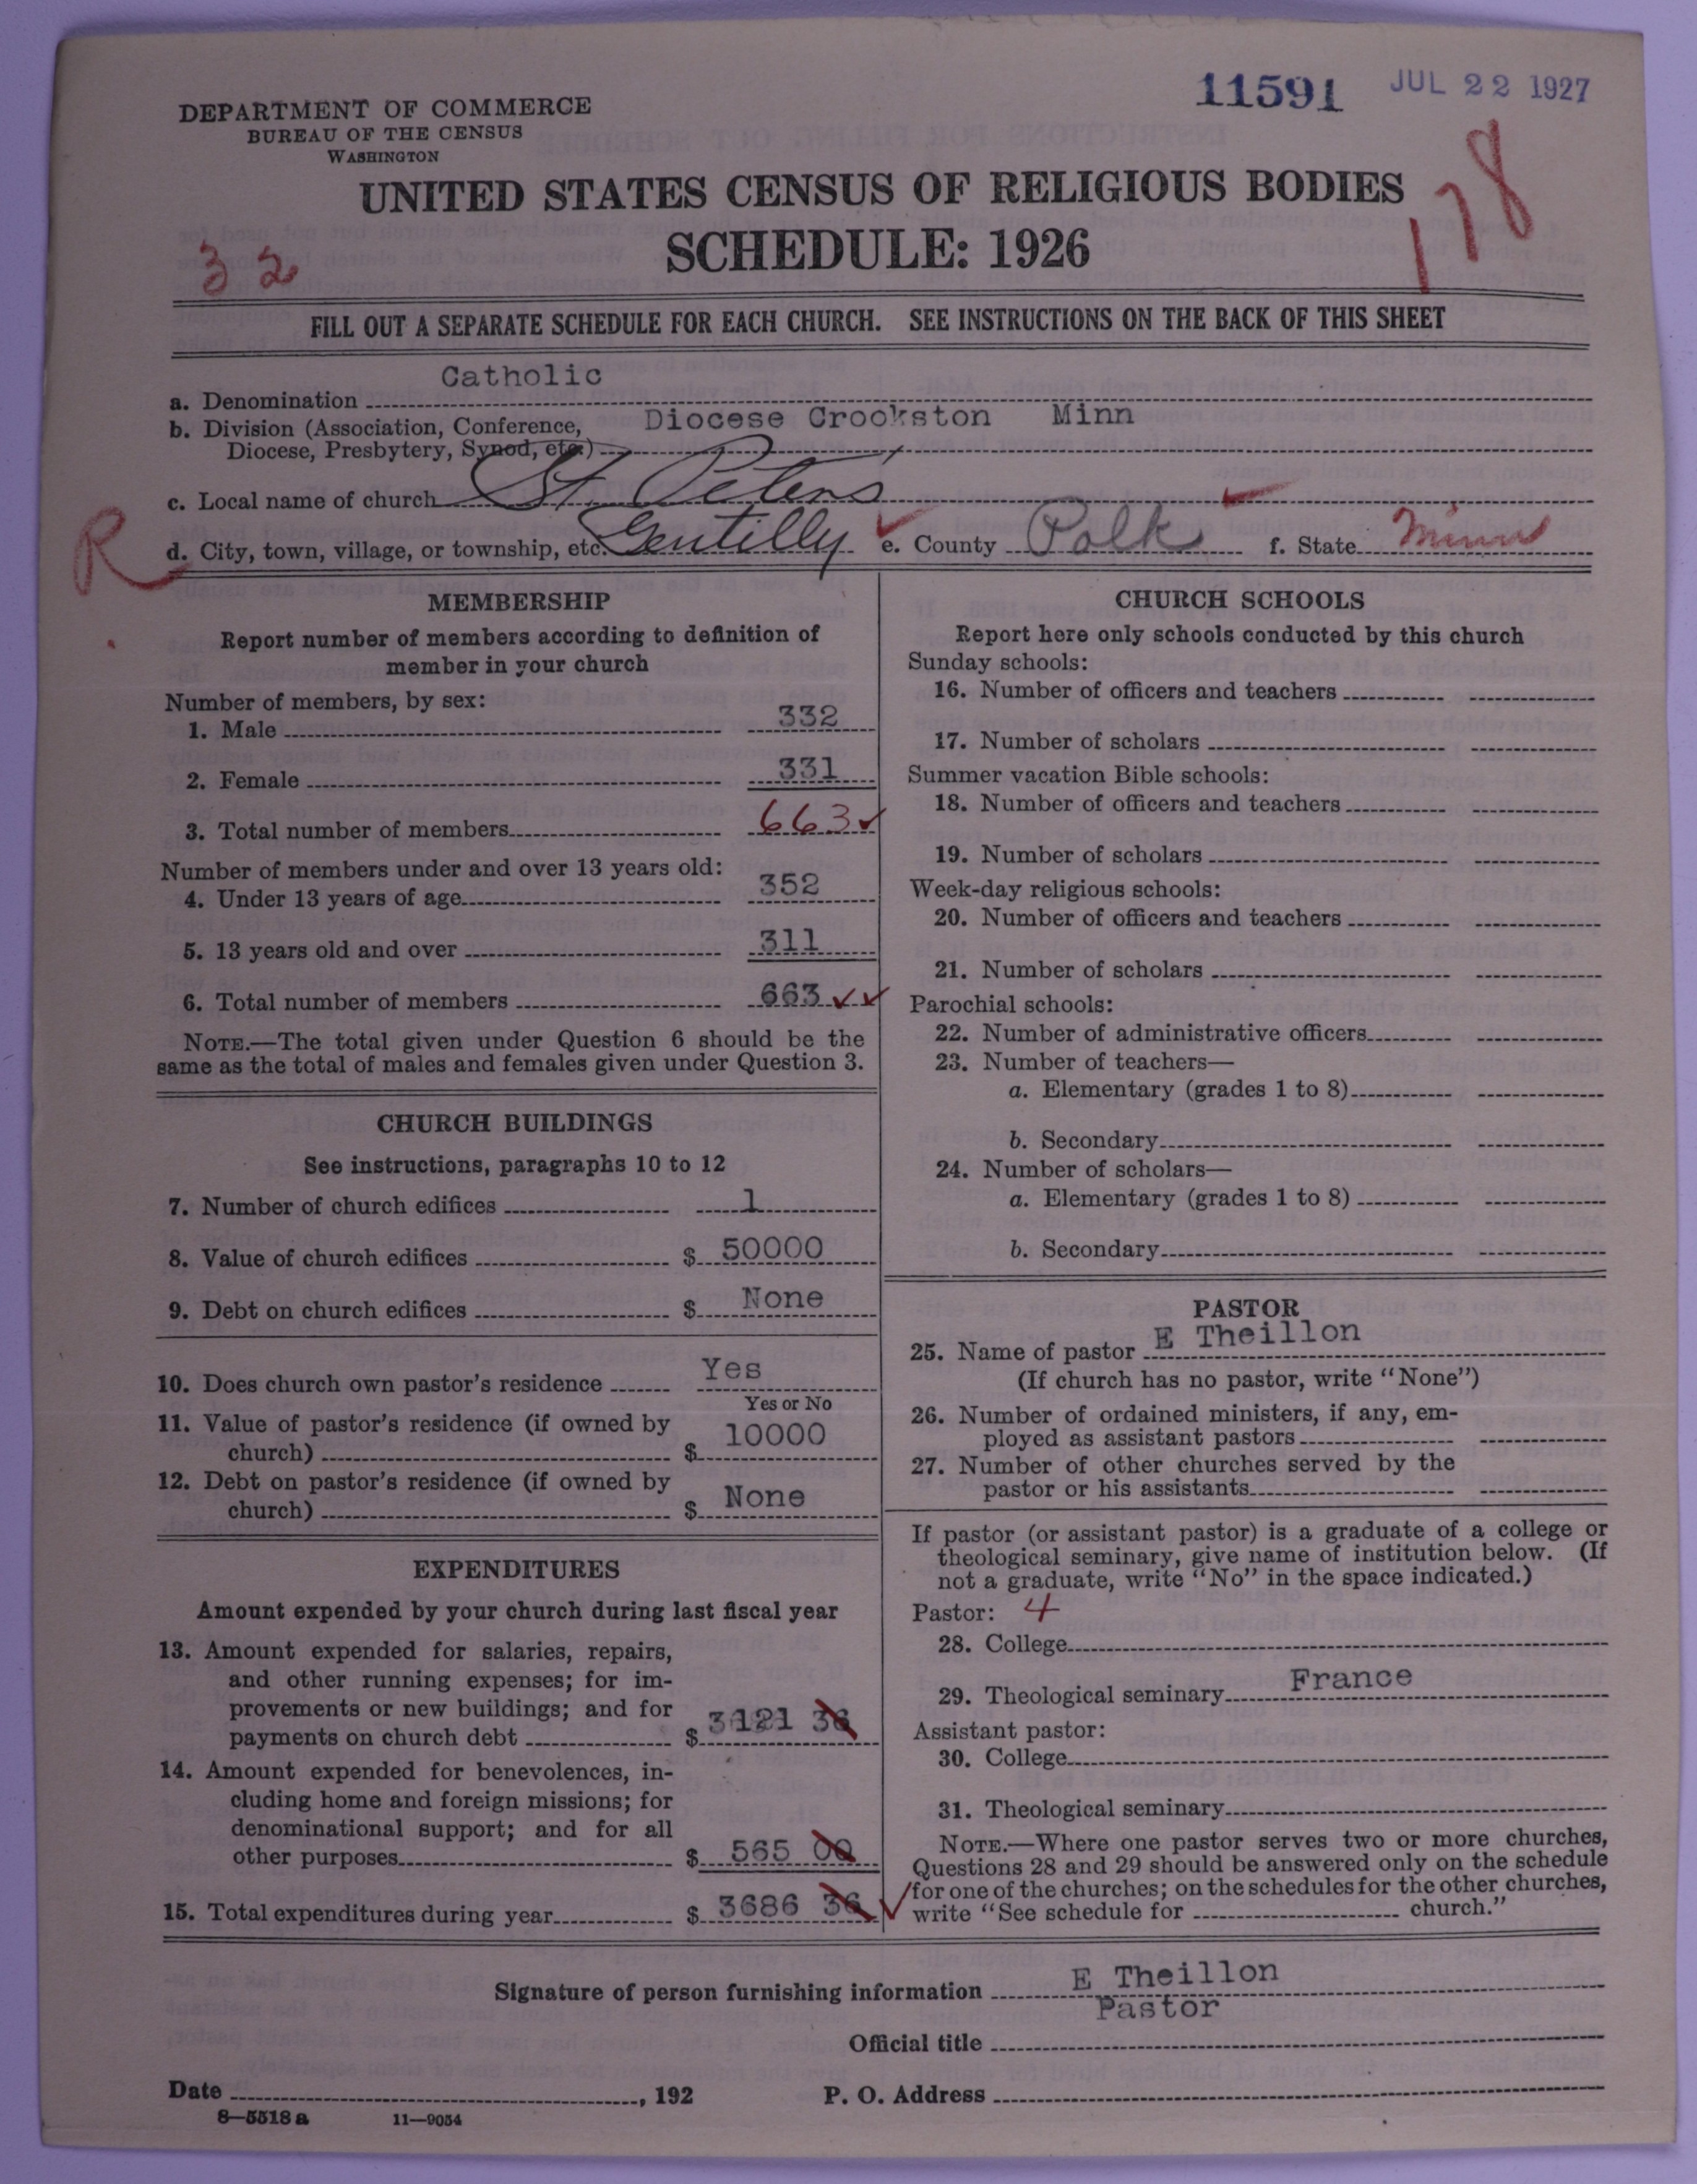 11591 JUL 22 1927
DEPARTMENT OF COMMERCE
BUREAU OF THE CENSUS
WASHINGTON
UNITED STATES CENSUS OF RELIGIOUS BODIES
178
SCHEDULE: 1926
32
FILL OUT A SEPARATE SCHEDULE FOR EACH CHURCH. SEE INSTRUCTIONS ON THE BACK OF THIS SHEET
a. Denomination Catholic
b. Division (Association, Conference, Diocese Crookston Minn
Diocese, Presbytery, Synod, etc.)
c. Local name of church St. Peters
R
d. City, town, village, or township, etc. Gentilly e. County Polk f. State Minn
MEMBERSHIP
Report number of members according to definition of
member in your church
Number of members, by sex:
1. Male 332
2. Female 331
3. Total number of members 663 ✓
Number of members under and over 13 years old:
4. Under 13 years of age 352
5. 13 years old and over 311
6. Total number of members 663 ✓✓
NOTE.—The total given under Question 6 should be the
same as the total of males and females given under Question 3.
CHURCH BUILDINGS
See instructions, paragraphs 10 to 12
7. Number of church edifices 1
8. Value of church edifices $ 50000
9. Debt on church edifices $ None
10. Does church own pastor's residence Yes
Yes or No
11. Value of pastor's residence (if owned by
church) $ 10000
12. Debt on pastor's residence (if owned by
church) $ None
EXPENDITURES
Amount expended by your church during last fiscal year
13. Amount expended for salaries, repairs,
and other running expenses; for im-
provements or new buildings; and for
payments on church debt $ 3121 36
14. Amount expended for benevolences, in-
cluding home and foreign missions; for
denominational support; and for all
other purposes $ 565 00
15. Total expenditures during year $ 3686 36 ✓
CHURCH SCHOOLS
Report here only schools conducted by this church
Sunday schools:
16. Number of officers and teachers
17. Number of scholars
Summer vacation Bible schools:
18. Number of officers and teachers
19. Number of scholars
Week-day religious schools:
20. Number of officers and teachers
21. Number of scholars
Parochial schools:
22. Number of administrative officers
23. Number of teachers—
a. Elementary (grades 1 to 8)
b. Secondary
24. Number of scholars—
a. Elementary (grades 1 to 8)
b. Secondary
PASTOR
25. Name of pastor E Theillon
(If church has no pastor, write "None")
26. Number of ordained ministers, if any, em-
ployed as assistant pastors
27. Number of other churches served by the
pastor or his assistants
If pastor (or assistant pastor) is a graduate of a college or
theological seminary, give name of institution below. (If
not a graduate, write "No" in the space indicated.)
Pastor: 4
28. College
29. Theological seminary France
Assistant pastor:
30. College
31. Theological seminary
NOTE.—Where one pastor serves two or more churches,
Questions 28 and 29 should be answered only on the schedule
for one of the churches; on the schedules for the other churches,
write "See schedule for church."
Signature of person furnishing information E Theillon
Pastor
Official title
Date , 192 P. O. Address
8—5518 a 11—9054